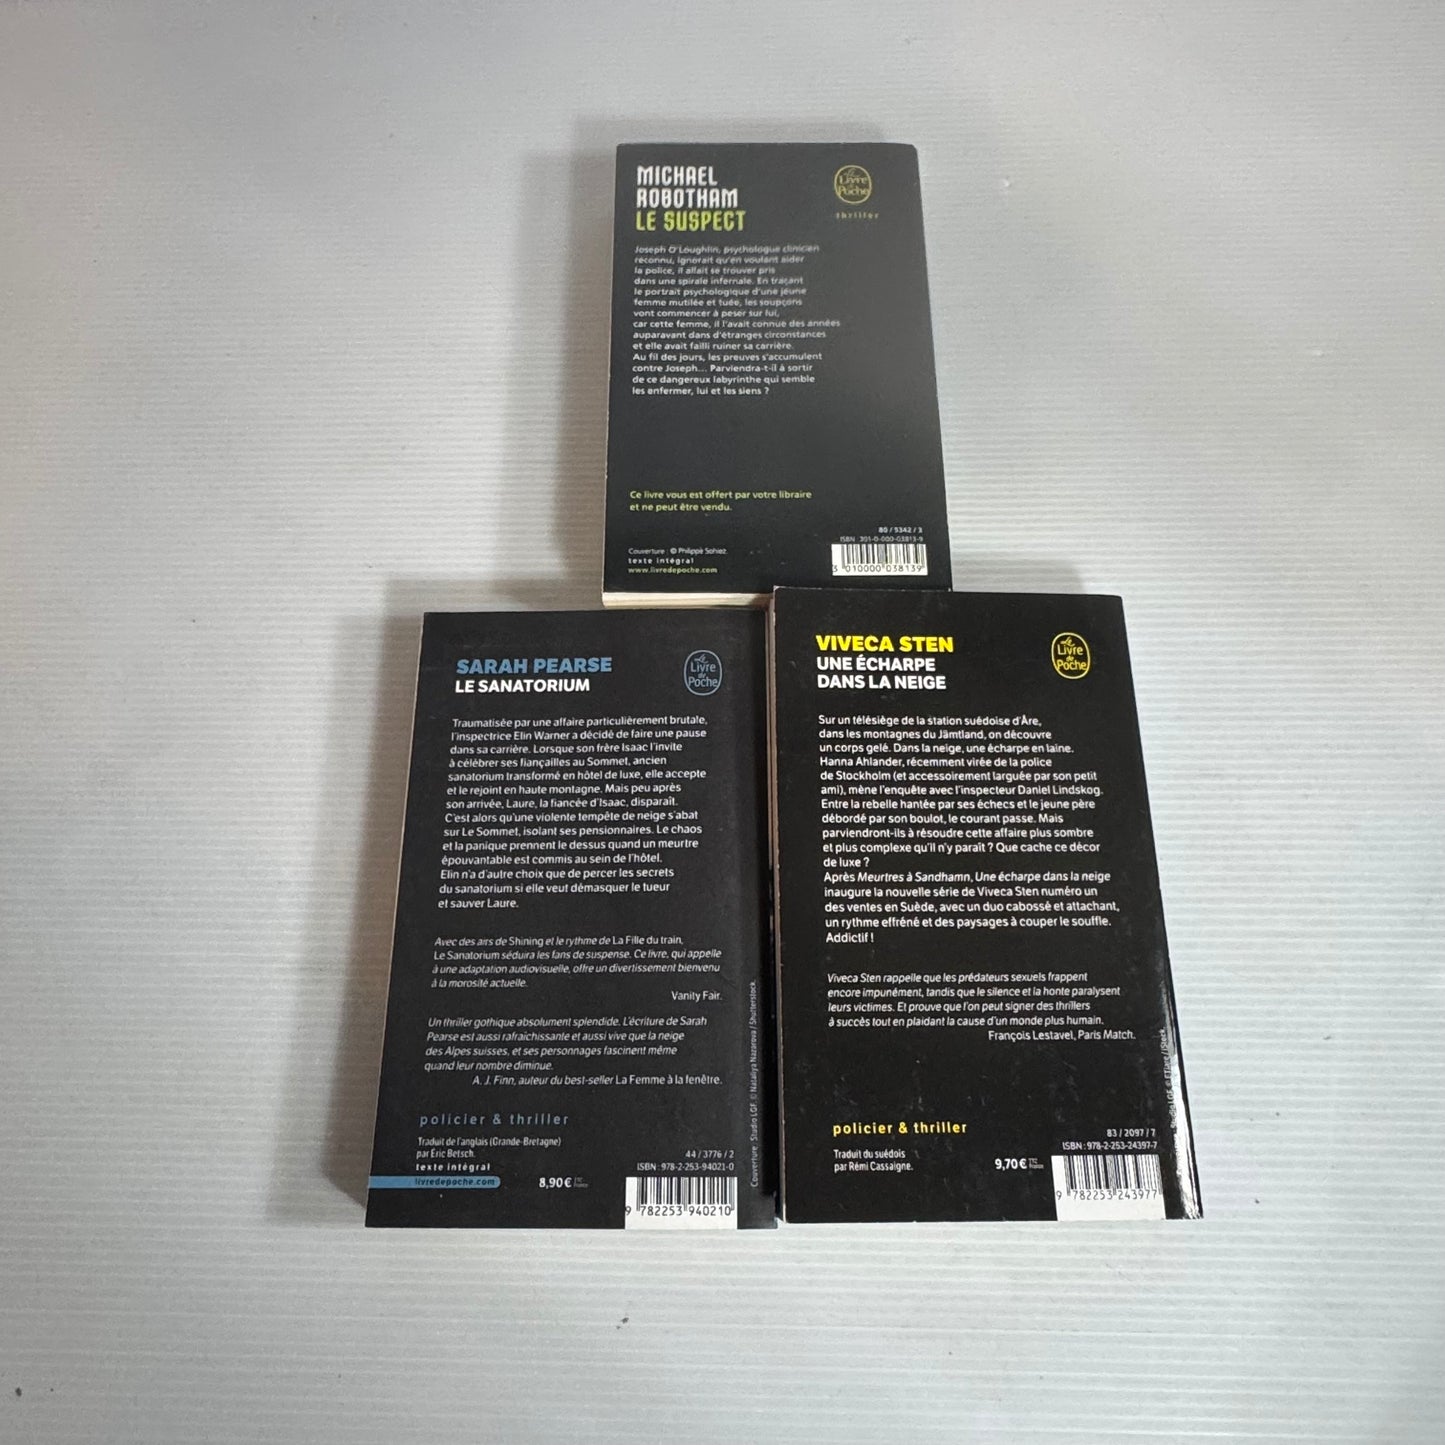 MICHAEL
ROBOTHAM
LE SUSPECT
Le
Livre
de
Poche
thriller
Joseph O'Loughlin, psychologue clinicien
reconnu, ignorait qu'en voulant aider
la police, il allait se trouver pris
dans une spirale infernale. En traçant
le portrait psychologique d'une jeune
femme mutilée et tuée, les soupçons
vont commencer à peser sur lui,
car cette femme, il l'avait connue des années
auparavant dans d'étranges circonstances
et elle avait failli ruiner sa carrière.
Au fil des jours, les preuves s'accumulent
contre Joseph... Parviendra-t-il à sortir
de ce dangereux labyrinthe qui semble
les enfermer, lui et les siens ?
Ce livre vous est offert par votre libraire
et ne peut être vendu.
80 / 5342 / 3
ISBN 301-0-000-03813-9
Couverture : © Philippe Sohiez
texte intégral
www.livredepoche.com
3 010000 038139
SARAH PEARSE
LE SANATORIUM
Le
Livre
de
Poche
Traumatisée par une affaire particulièrement brutale,
l'inspectrice Elin Warner a décidé de faire une pause
dans sa carrière. Lorsque son frère Isaac l'invite
à célébrer ses fiançailles au Sommet, ancien
sanatorium transformé en hôtel de luxe, elle accepte
et le rejoint en haute montagne. Mais peu après
son arrivée, Laure, la fiancée d'Isaac, disparaît.
C'est alors qu'une violente tempête de neige s'abat
sur Le Sommet, isolant ses pensionnaires. Le chaos
et la panique prennent le dessus quand un meurtre
épouvantable est commis au sein de l'hôtel.
Elin n'a d'autre choix que de percer les secrets
du sanatorium si elle veut démasquer le tueur
et sauver Laure.
Avec des airs de Shining et le rythme de La Fille du train,
Le Sanatorium séduira les fans de suspense. Ce livre, qui appelle
à une adaptation audiovisuelle, offre un divertissement bienvenu
à la morosité actuelle.
Vanity Fair.
Un thriller gothique absolument splendide. L'écriture de Sarah
Pearse est aussi rafraîchissante et aussi vive que la neige
des Alpes suisses, et ses personnages fascinent même
quand leur nombre diminue.
A. J. Finn, auteur du best-seller La Femme à la fenêtre.
policier & thriller
Traduit de l'anglais (Grande-Bretagne)
par Éric Betsch.
texte intégral
livredepoche.com
8,90 € TTC France
44 / 3776 / 2
ISBN : 978-2-253-94021-0
9 782253 940210
Couverture : Studio LGF. © Nataliya Nazarova / Shutterstock.
VIVECA STEN
UNE ÉCHARPE
DANS LA NEIGE
Le
Livre
de
Poche
Sur un télésiège de la station suédoise d'Åre,
dans les montagnes du Jämtland, on découvre
un corps gelé. Dans la neige, une écharpe en laine.
Hanna Ahlander, récemment virée de la police
de Stockholm (et accessoirement larguée par son petit
ami), mène l'enquête avec l'inspecteur Daniel Lindskog.
Entre la rebelle hantée par ses échecs et le jeune père
débordé par son boulot, le courant passe. Mais
parviendront-ils à résoudre cette affaire plus sombre
et plus complexe qu'il n'y paraît ? Que cache ce décor
de luxe ?
Après Meurtres à Sandhamn, Une écharpe dans la neige
inaugure la nouvelle série de Viveca Sten numéro un
des ventes en Suède, avec un duo cabossé et attachant,
un rythme effréné et des paysages à couper le souffle.
Addictif !
Viveca Sten rappelle que les prédateurs sexuels frappent
encore impunément, tandis que le silence et la honte paralysent
leurs victimes. Et prouve que l'on peut signer des thrillers
à succès tout en plaidant la cause d'un monde plus humain.
François Lestavel, Paris Match.
policier & thriller
Traduit du suédois
par Rémi Cassaigne.
9,70 € TTC France
83 / 2097 / 7
ISBN : 978-2-253-24397-7
9 782253 243977
Studio LGF. © / iStock.